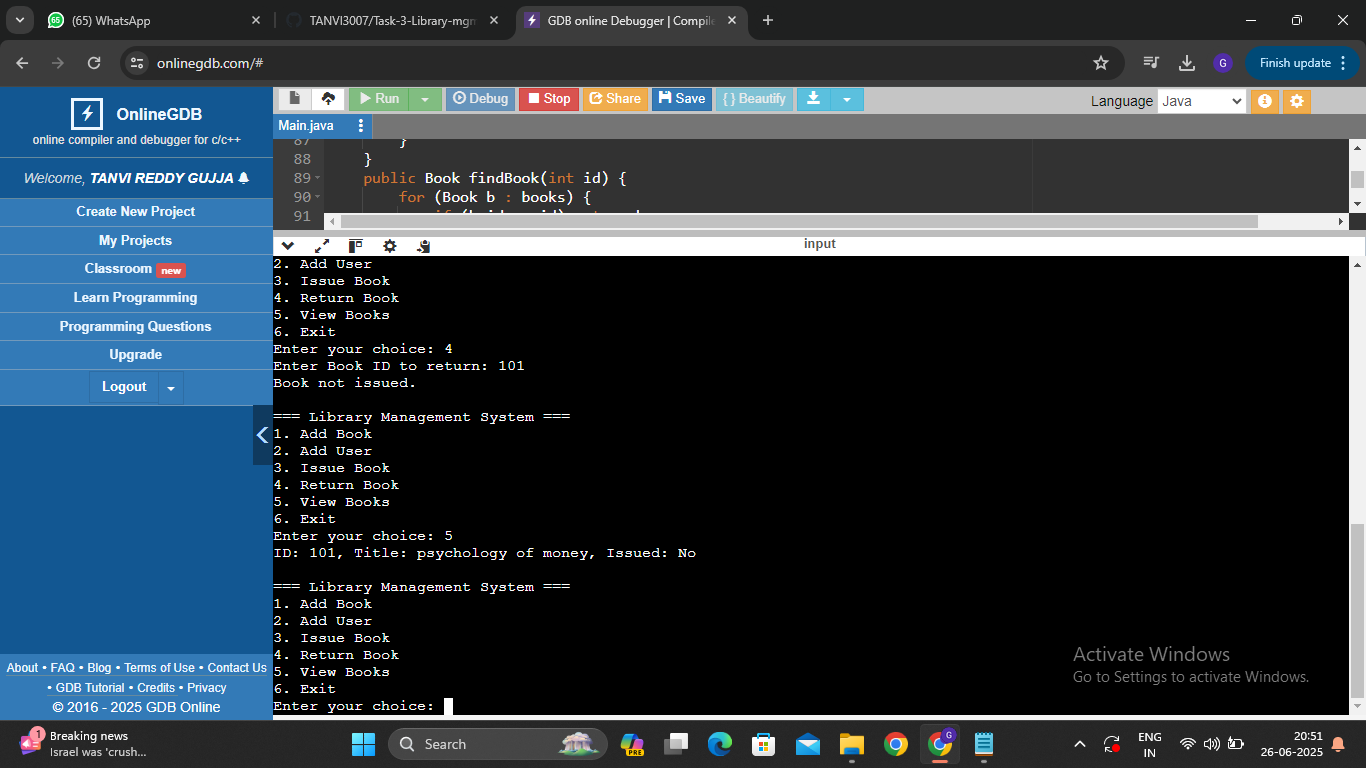 (65) WhatsApp
TANVI3007/Task-3-Library-mgm
GDB online Debugger | Compile
onlinegdb.com/#
G
Finish update
OnlineGDB
online compiler and debugger for c/c++
Welcome, TANVI REDDY GUJJA
Create New Project
My Projects
Classroom new
Learn Programming
Programming Questions
Upgrade
Logout
About • FAQ • Blog • Terms of Use • Contact Us
• GDB Tutorial • Credits • Privacy
© 2016 - 2025 GDB Online
Run
Debug
Stop
Share
Save
{ } Beautify
Language Java
Main.java
87 }
88 }
89 public Book findBook(int id) {
90 for (Book b : books) {
91
input
2. Add User
3. Issue Book
4. Return Book
5. View Books
6. Exit
Enter your choice: 4
Enter Book ID to return: 101
Book not issued.
=== Library Management System ===
1. Add Book
2. Add User
3. Issue Book
4. Return Book
5. View Books
6. Exit
Enter your choice: 5
ID: 101, Title: psychology of money, Issued: No
=== Library Management System ===
1. Add Book
2. Add User
3. Issue Book
4. Return Book
5. View Books
6. Exit
Enter your choice:
Activate Windows
Go to Settings to activate Windows.
1
Breaking news
Israel was 'crush...
Search
PRE
G
ENG
IN
20:51
26-06-2025